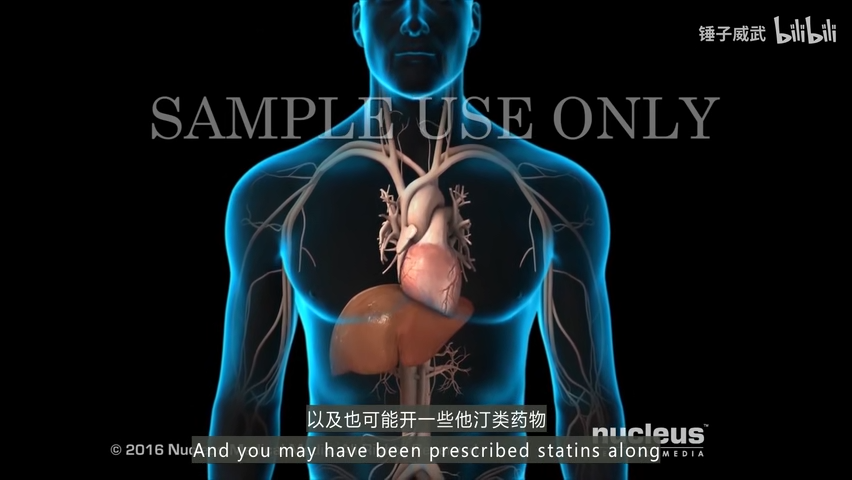 锤子威武 bilibili
SAMPLE USE ONLY
以及也可能开一些他汀类药物
nucleus™
© 2016 Nuc
MEDIA
And you may have been prescribed statins along